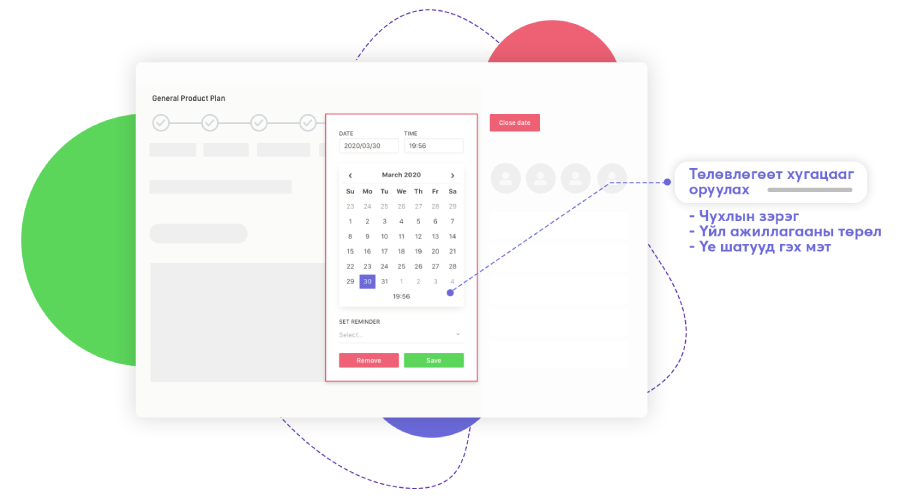 General Product Plan
Close date
DATE TIME
2020/03/30 19:56
‹ March 2020 ›
Su Mo Tu We Th Fr Sa
23 24 25 26 27 28 29
1 2 3 4 5 6 7
8 9 10 11 12 13 14
15 16 17 18 19 20 21
22 23 24 25 26 27 28
29 30 31 1 2 3 4
19:56
SET REMINDER
Select...
Remove Save
Төлөвлөгөөт хугацааг
оруулах
- Чухлын зэрэг
- Үйл ажиллагааны төрөл
- Үе шатууд гэх мэт